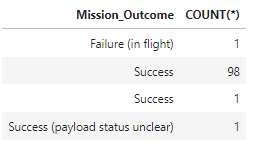 Mission_Outcome COUNT(*)
Failure (in flight) 1
Success 98
Success 1
Success (payload status unclear) 1